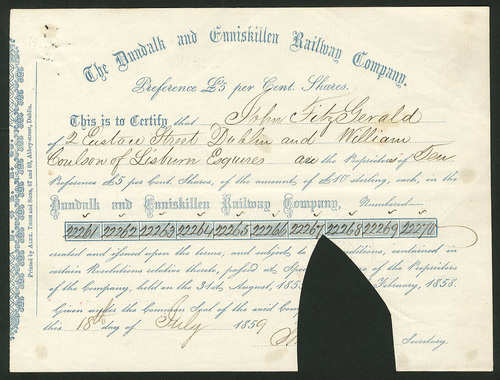 The Dundalk and Enniskillen Railway Company.
Preference £5 per Cent. Shares.
This is to Certify that John FitzGerald
of 2 Eustace Street Dublin and William
Coulson of Lisburn Esquires are the Proprietors of Ten
Preference £5 per Cent. Shares, of the amount of £10 sterling, each, in the
Dundalk and Enniskillen Railway Company, Numbered
22261 22262 22263 22264 22265 22266 22267 22268 22269 22270
created and issued upon the terms, and subject to conditions, contained in
certain Resolutions relative thereto, passed at of the Proprietors
of the Company, held on the 31st August, 185 February, 1858.
Given under the Common Seal of the said
this 18th day of July 1859
Secretary.
Printed by Alex. Thom and Sons, 87 and 88, Abbey-street, Dublin.